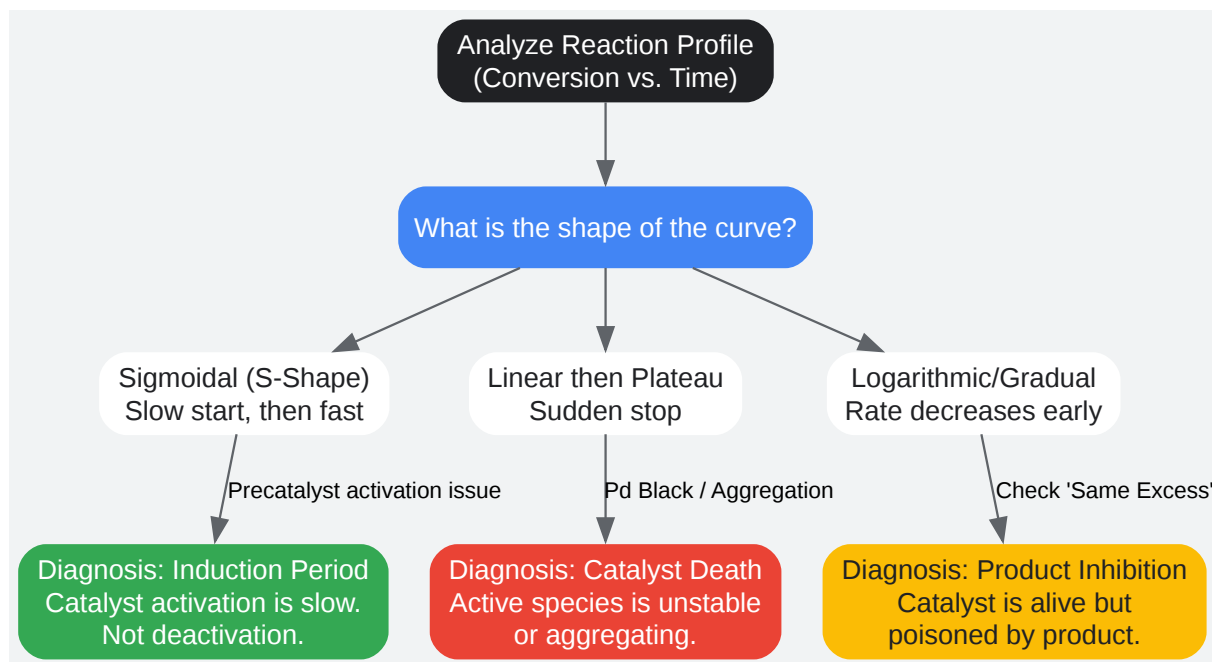 Analyze Reaction Profile
(Conversion vs. Time)
What is the shape of the curve?
Sigmoidal (S-Shape)
Slow start, then fast
Linear then Plateau
Sudden stop
Logarithmic/Gradual
Rate decreases early
Precatalyst activation issue
Pd Black / Aggregation
Check 'Same Excess'
Diagnosis: Induction Period
Catalyst activation is slow.
Not deactivation.
Diagnosis: Catalyst Death
Active species is unstable
or aggregating.
Diagnosis: Product Inhibition
Catalyst is alive but
poisoned by product.